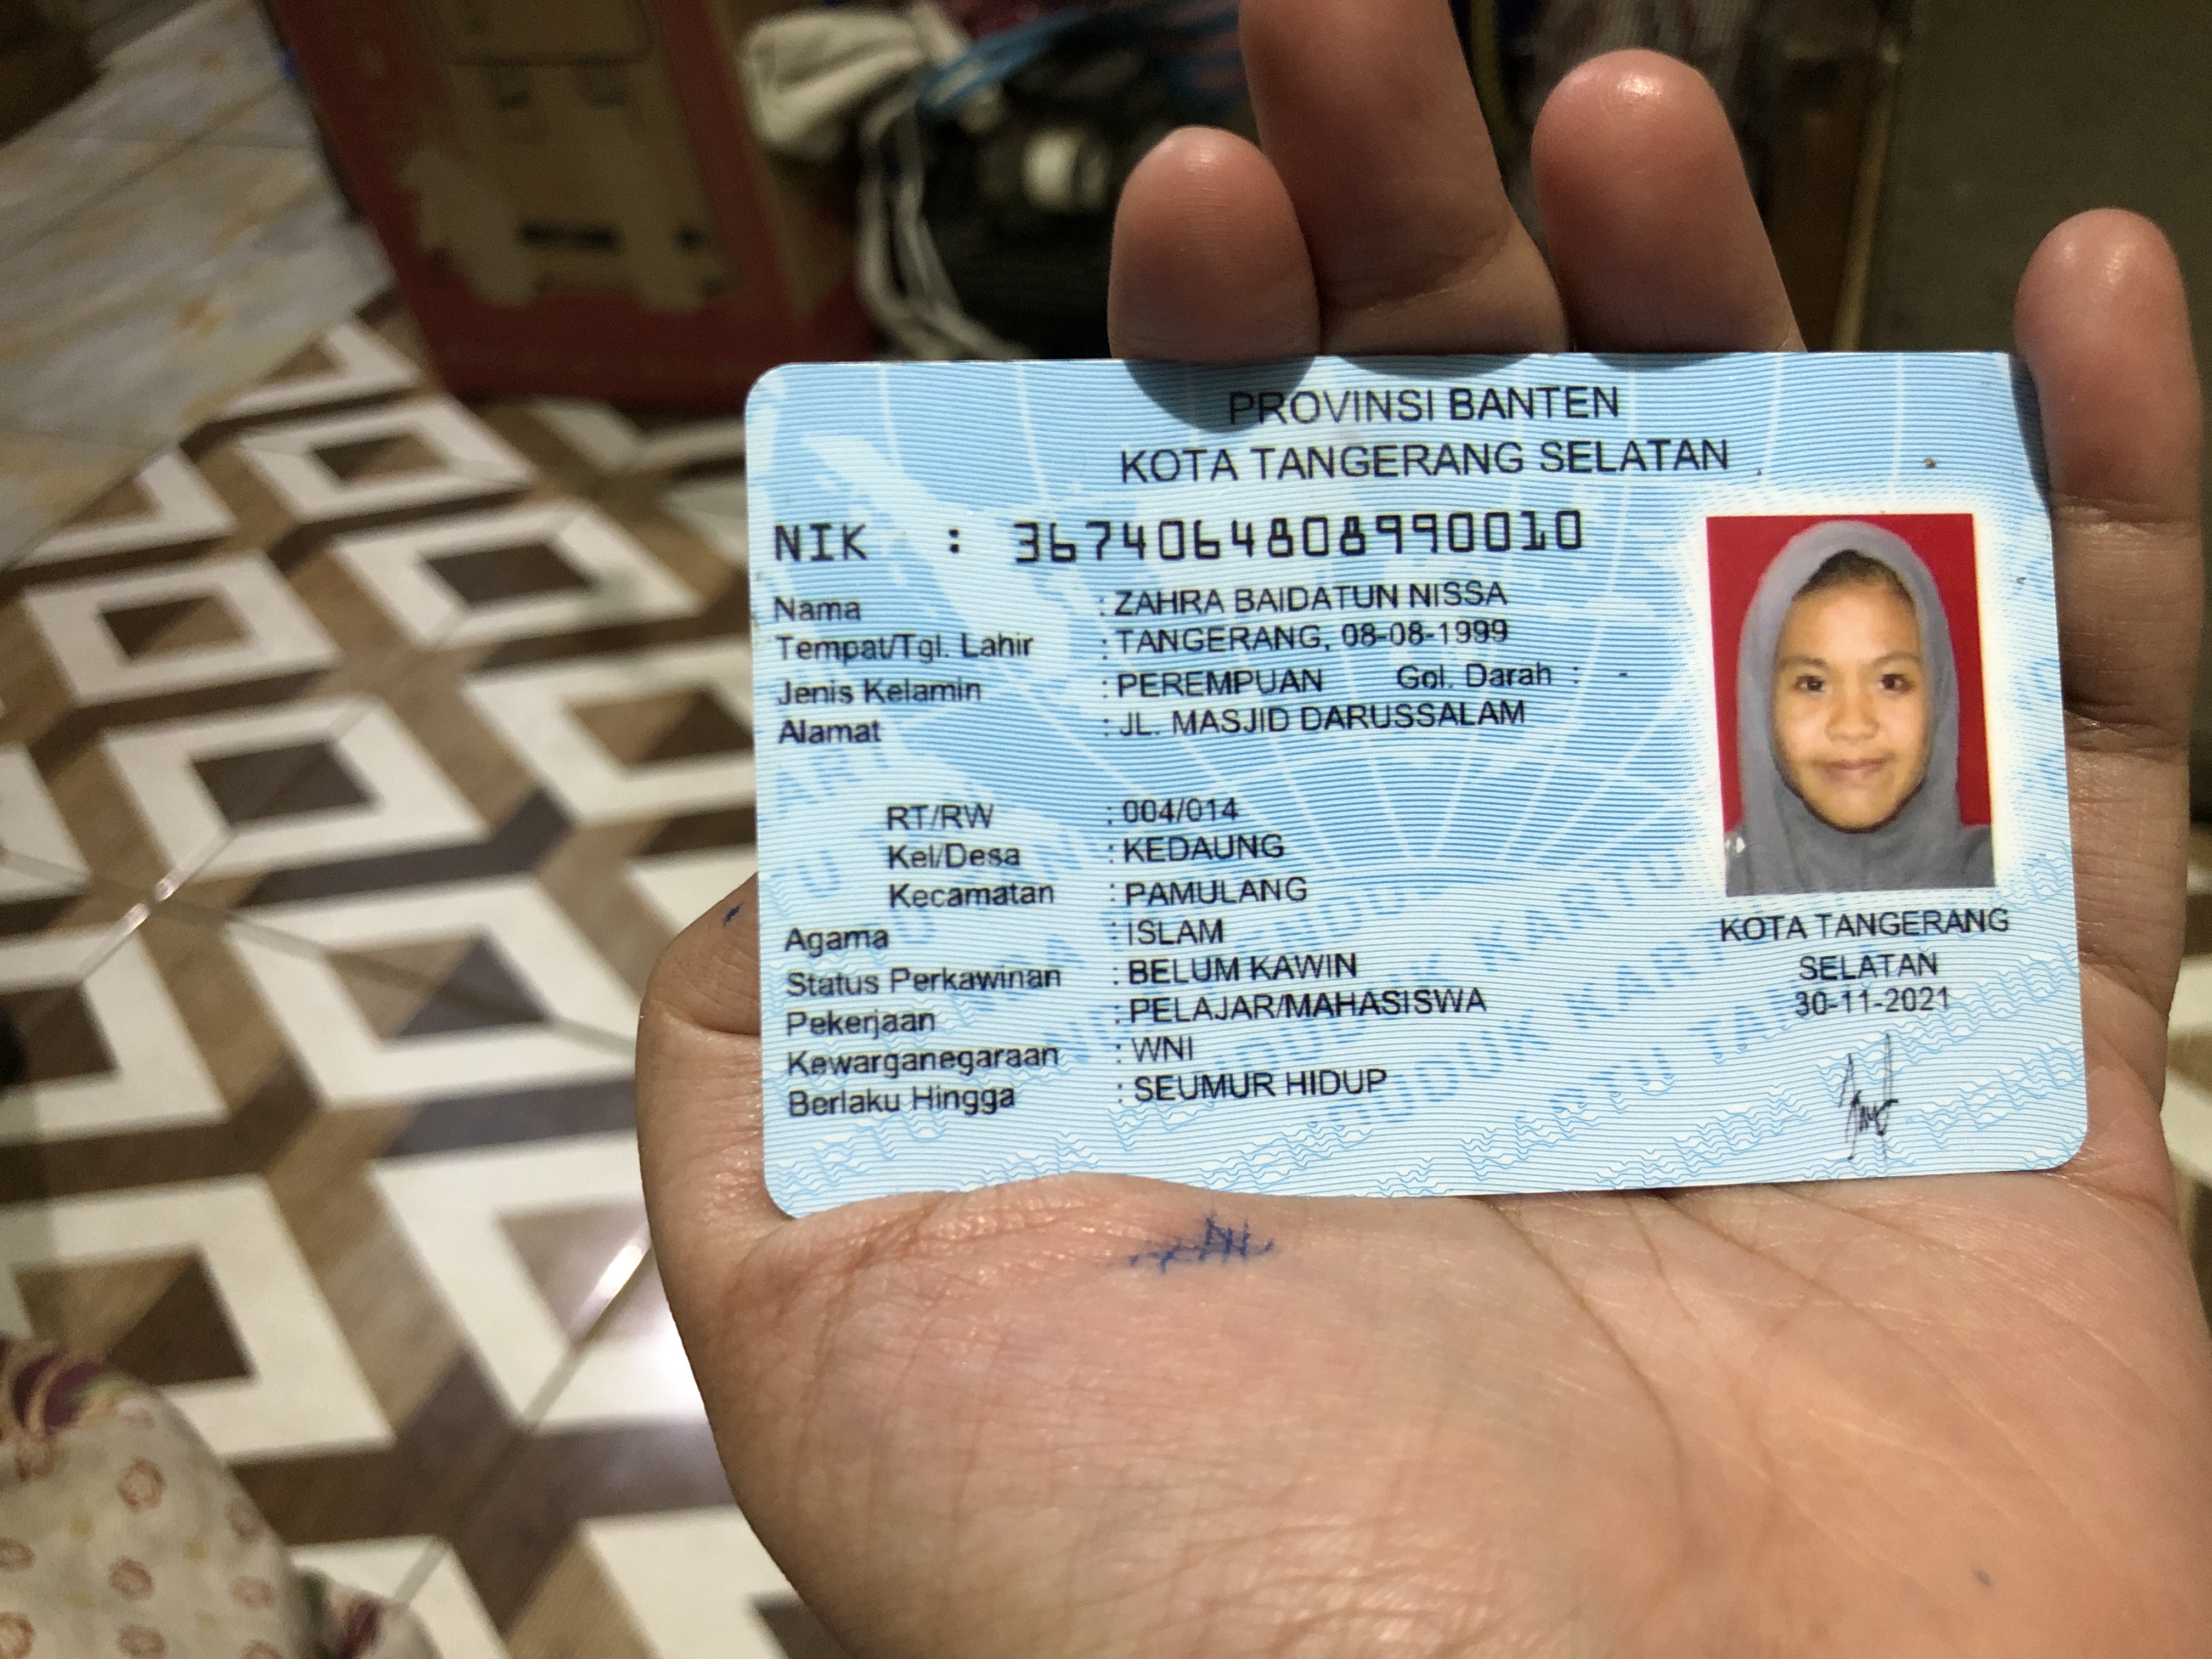 PROVINSI BANTEN
KOTA TANGERANG SELATAN
NIK : 3674064808990010
Nama : ZAHRA BAIDATUN NISSA
Tempat/Tgl. Lahir : TANGERANG, 08-08-1999
Jenis Kelamin : PEREMPUAN Gol. Darah : -
Alamat : JL. MASJID DARUSSALAM
RT/RW : 004/014
Kel/Desa : KEDAUNG
Kecamatan : PAMULANG
Agama : ISLAM
Status Perkawinan : BELUM KAWIN
Pekerjaan : PELAJAR/MAHASISWA
Kewarganegaraan : WNI
Berlaku Hingga : SEUMUR HIDUP
KOTA TANGERANG
SELATAN
30-11-2021